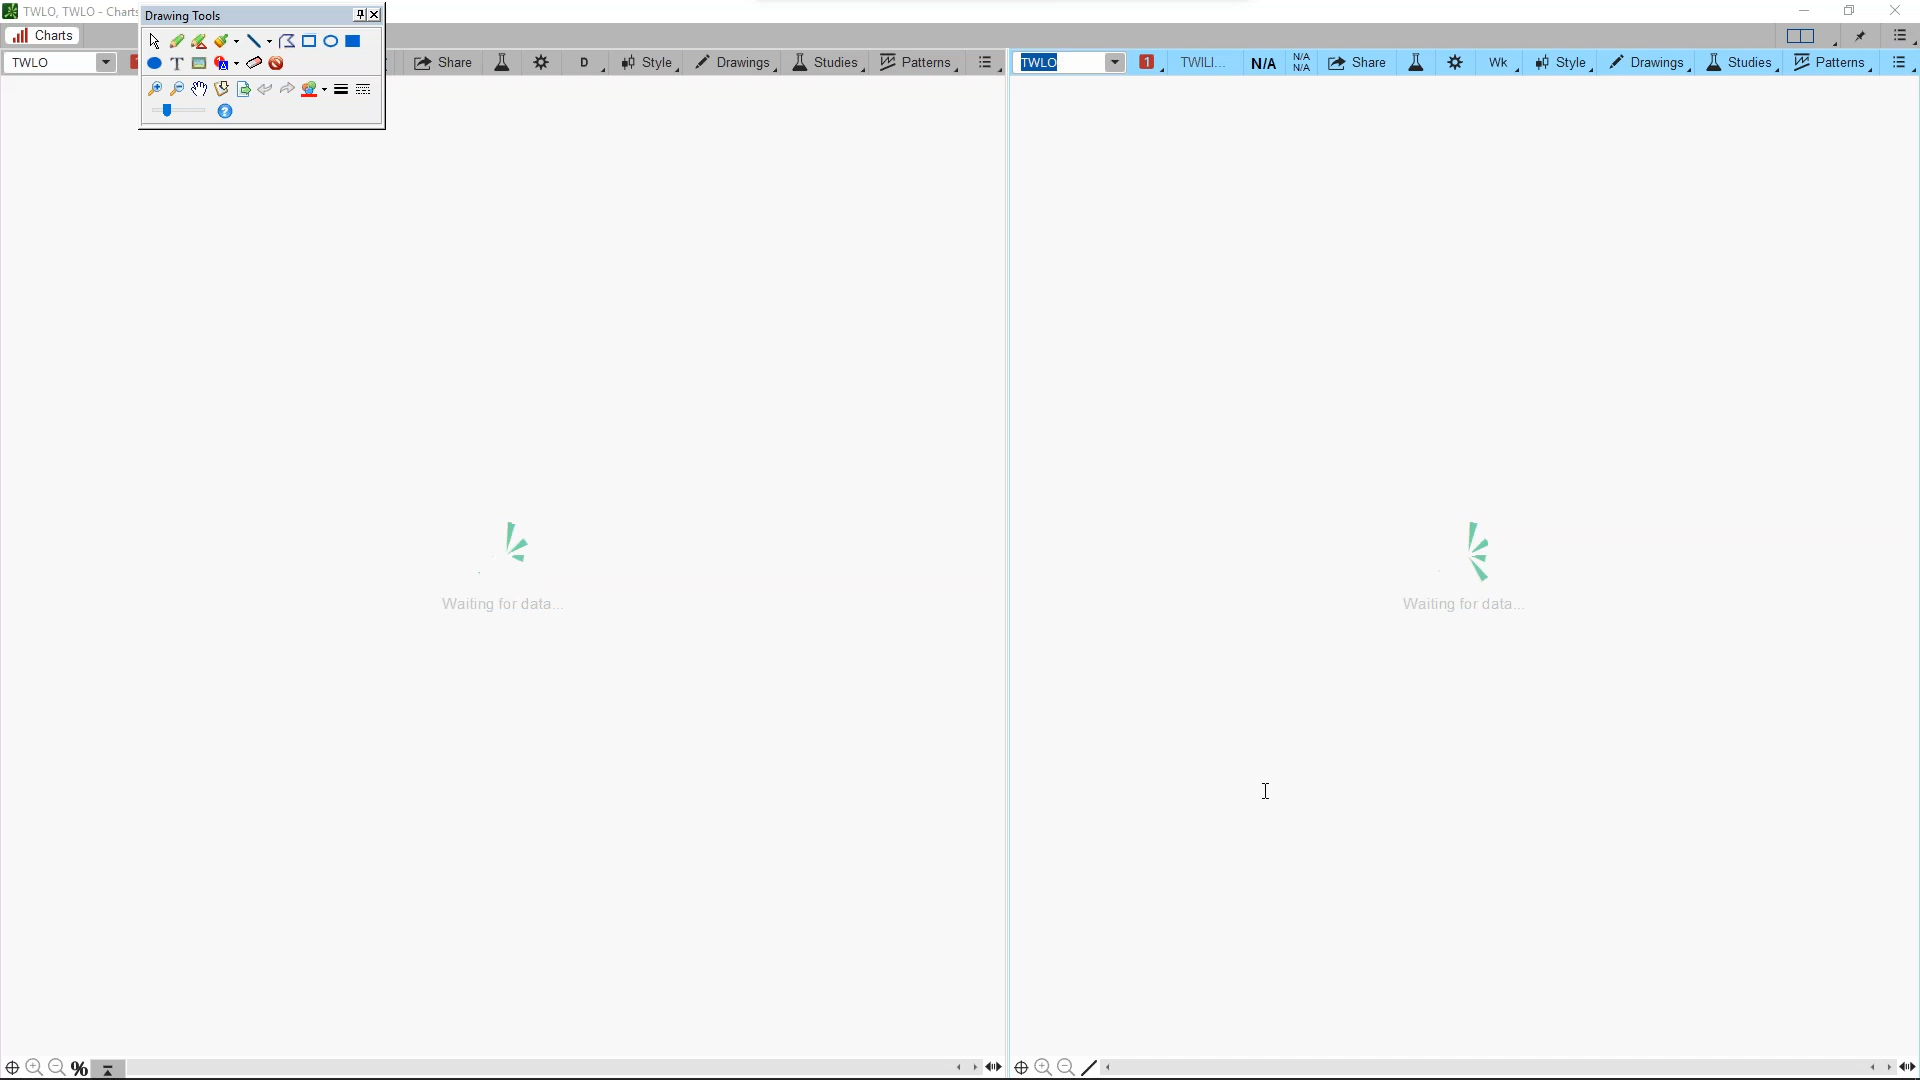 TWLO, TWLO - Charts
Drawing Tools
Charts
TWLO
Share
D
Style
Drawings
Studies
Patterns
TWLO
1
TWILI...
N/A
N/A
N/A
Share
Wk
Style
Drawings
Studies
Patterns
T
A
?
Waiting for data...
Waiting for data...
%